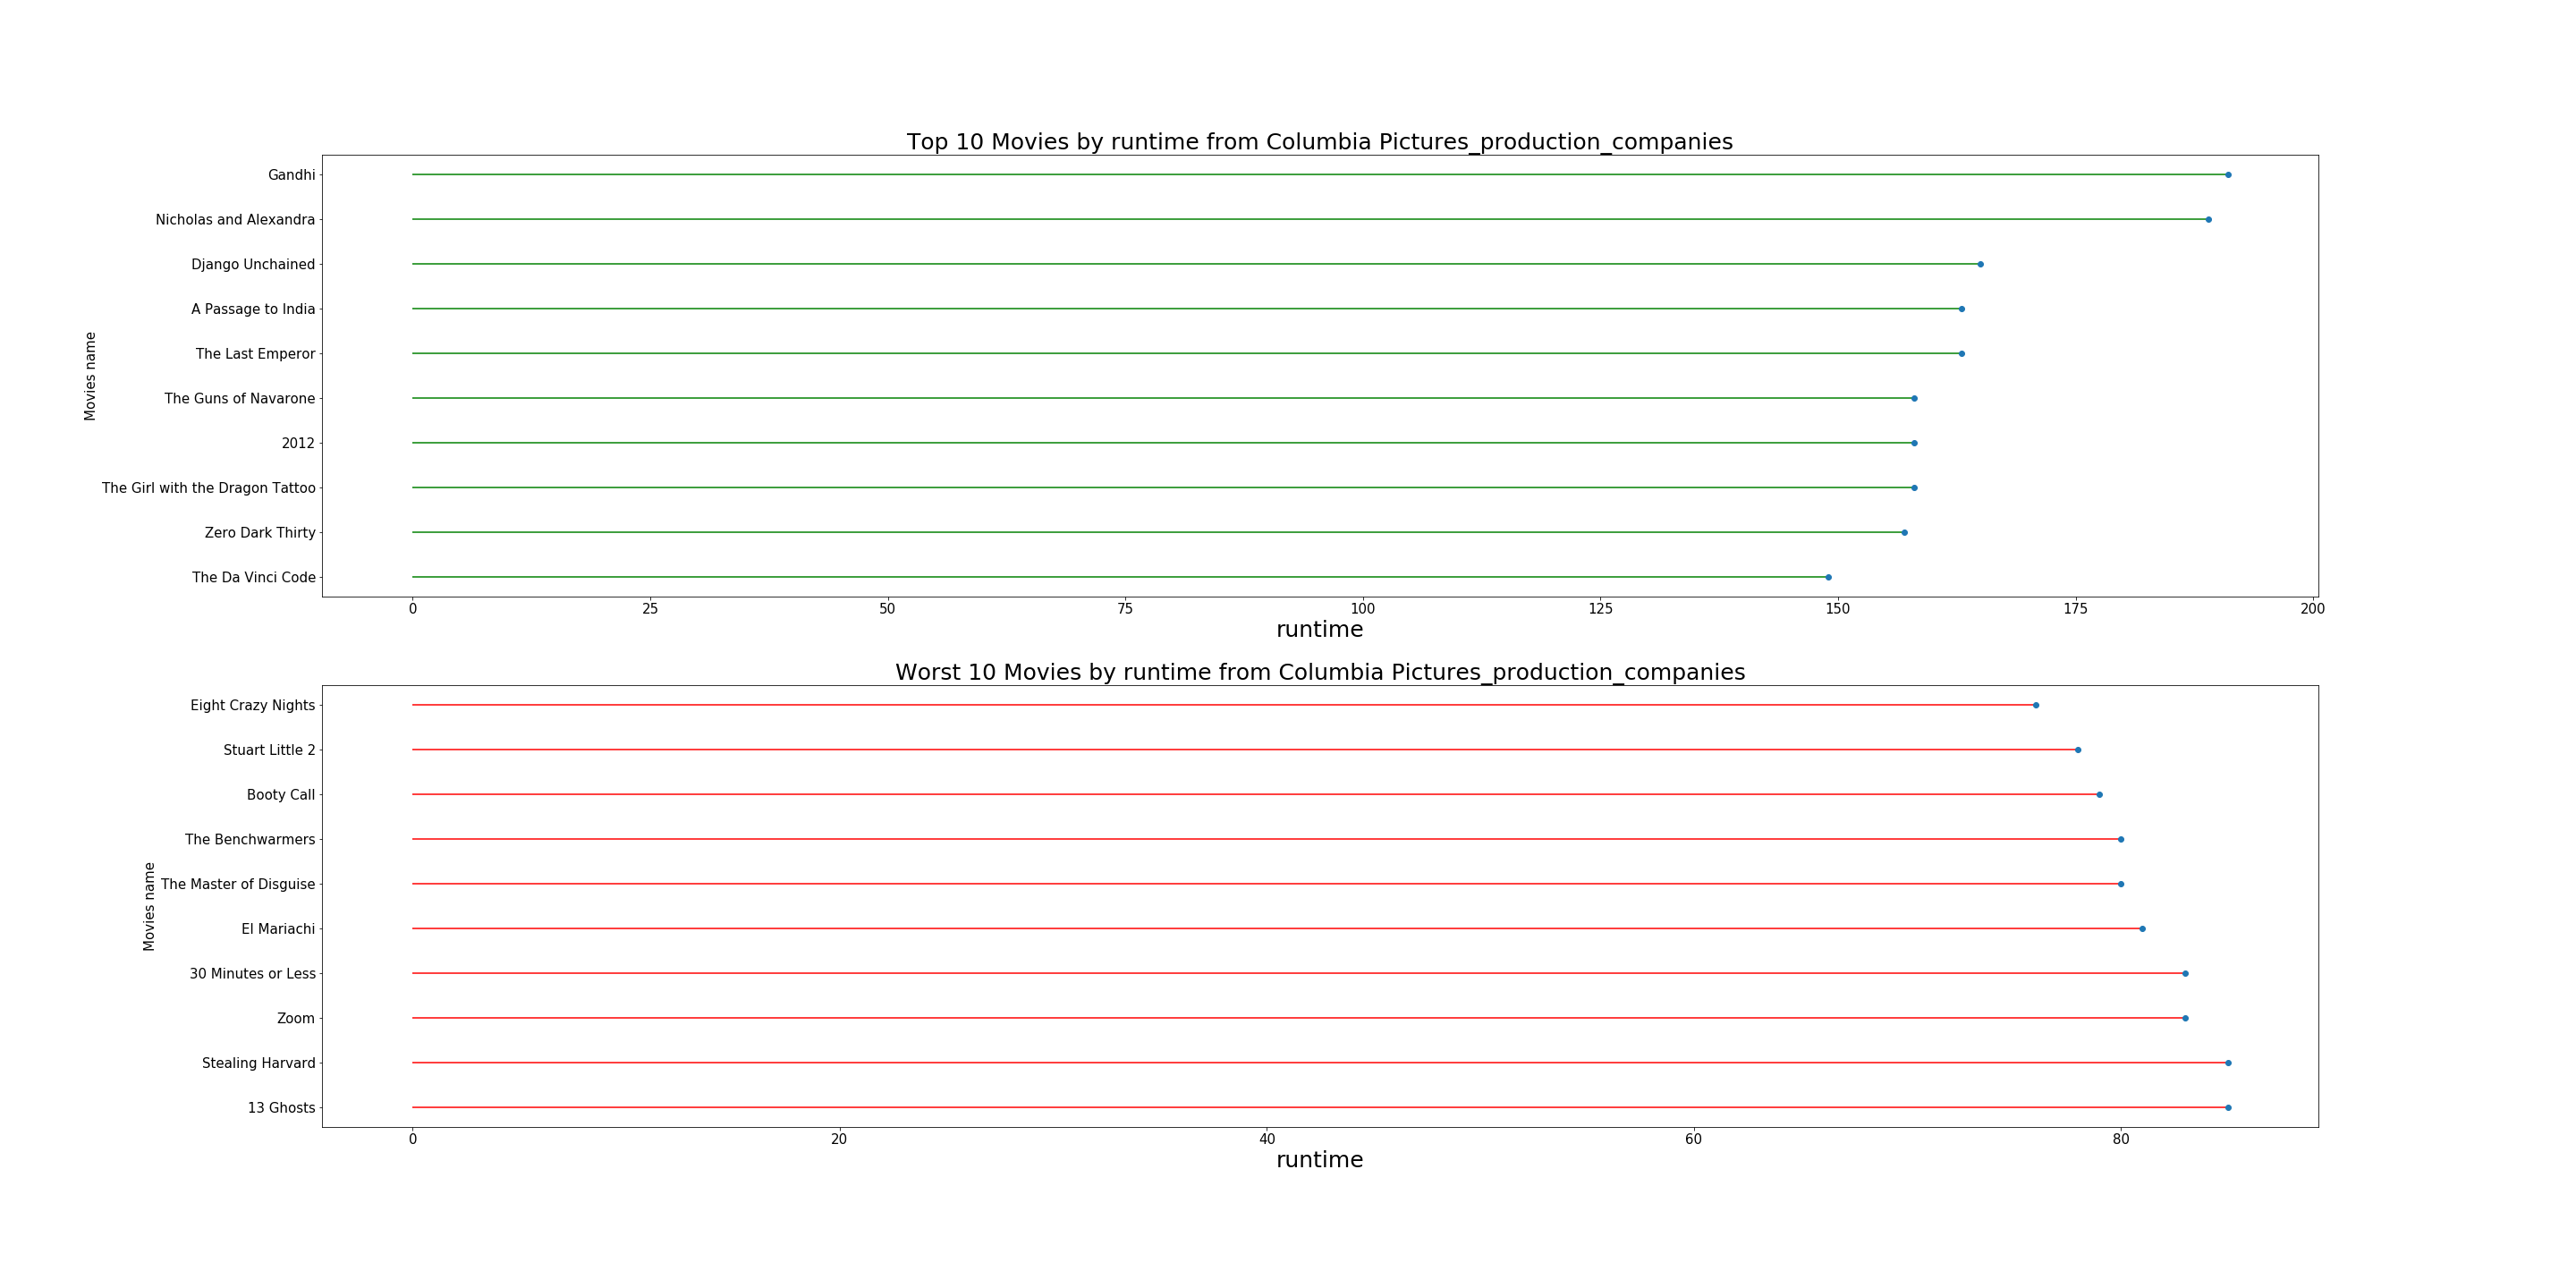 Top 10 Movies by runtime from Columbia Pictures_production_companies
Movies name
Gandhi
Nicholas and Alexandra
Django Unchained
A Passage to India
The Last Emperor
The Guns of Navarone
2012
The Girl with the Dragon Tattoo
Zero Dark Thirty
The Da Vinci Code
0 25 50 75 100 125 150 175 200
runtime
Worst 10 Movies by runtime from Columbia Pictures_production_companies
Movies name
Eight Crazy Nights
Stuart Little 2
Booty Call
The Benchwarmers
The Master of Disguise
El Mariachi
30 Minutes or Less
Zoom
Stealing Harvard
13 Ghosts
0 20 40 60 80
runtime